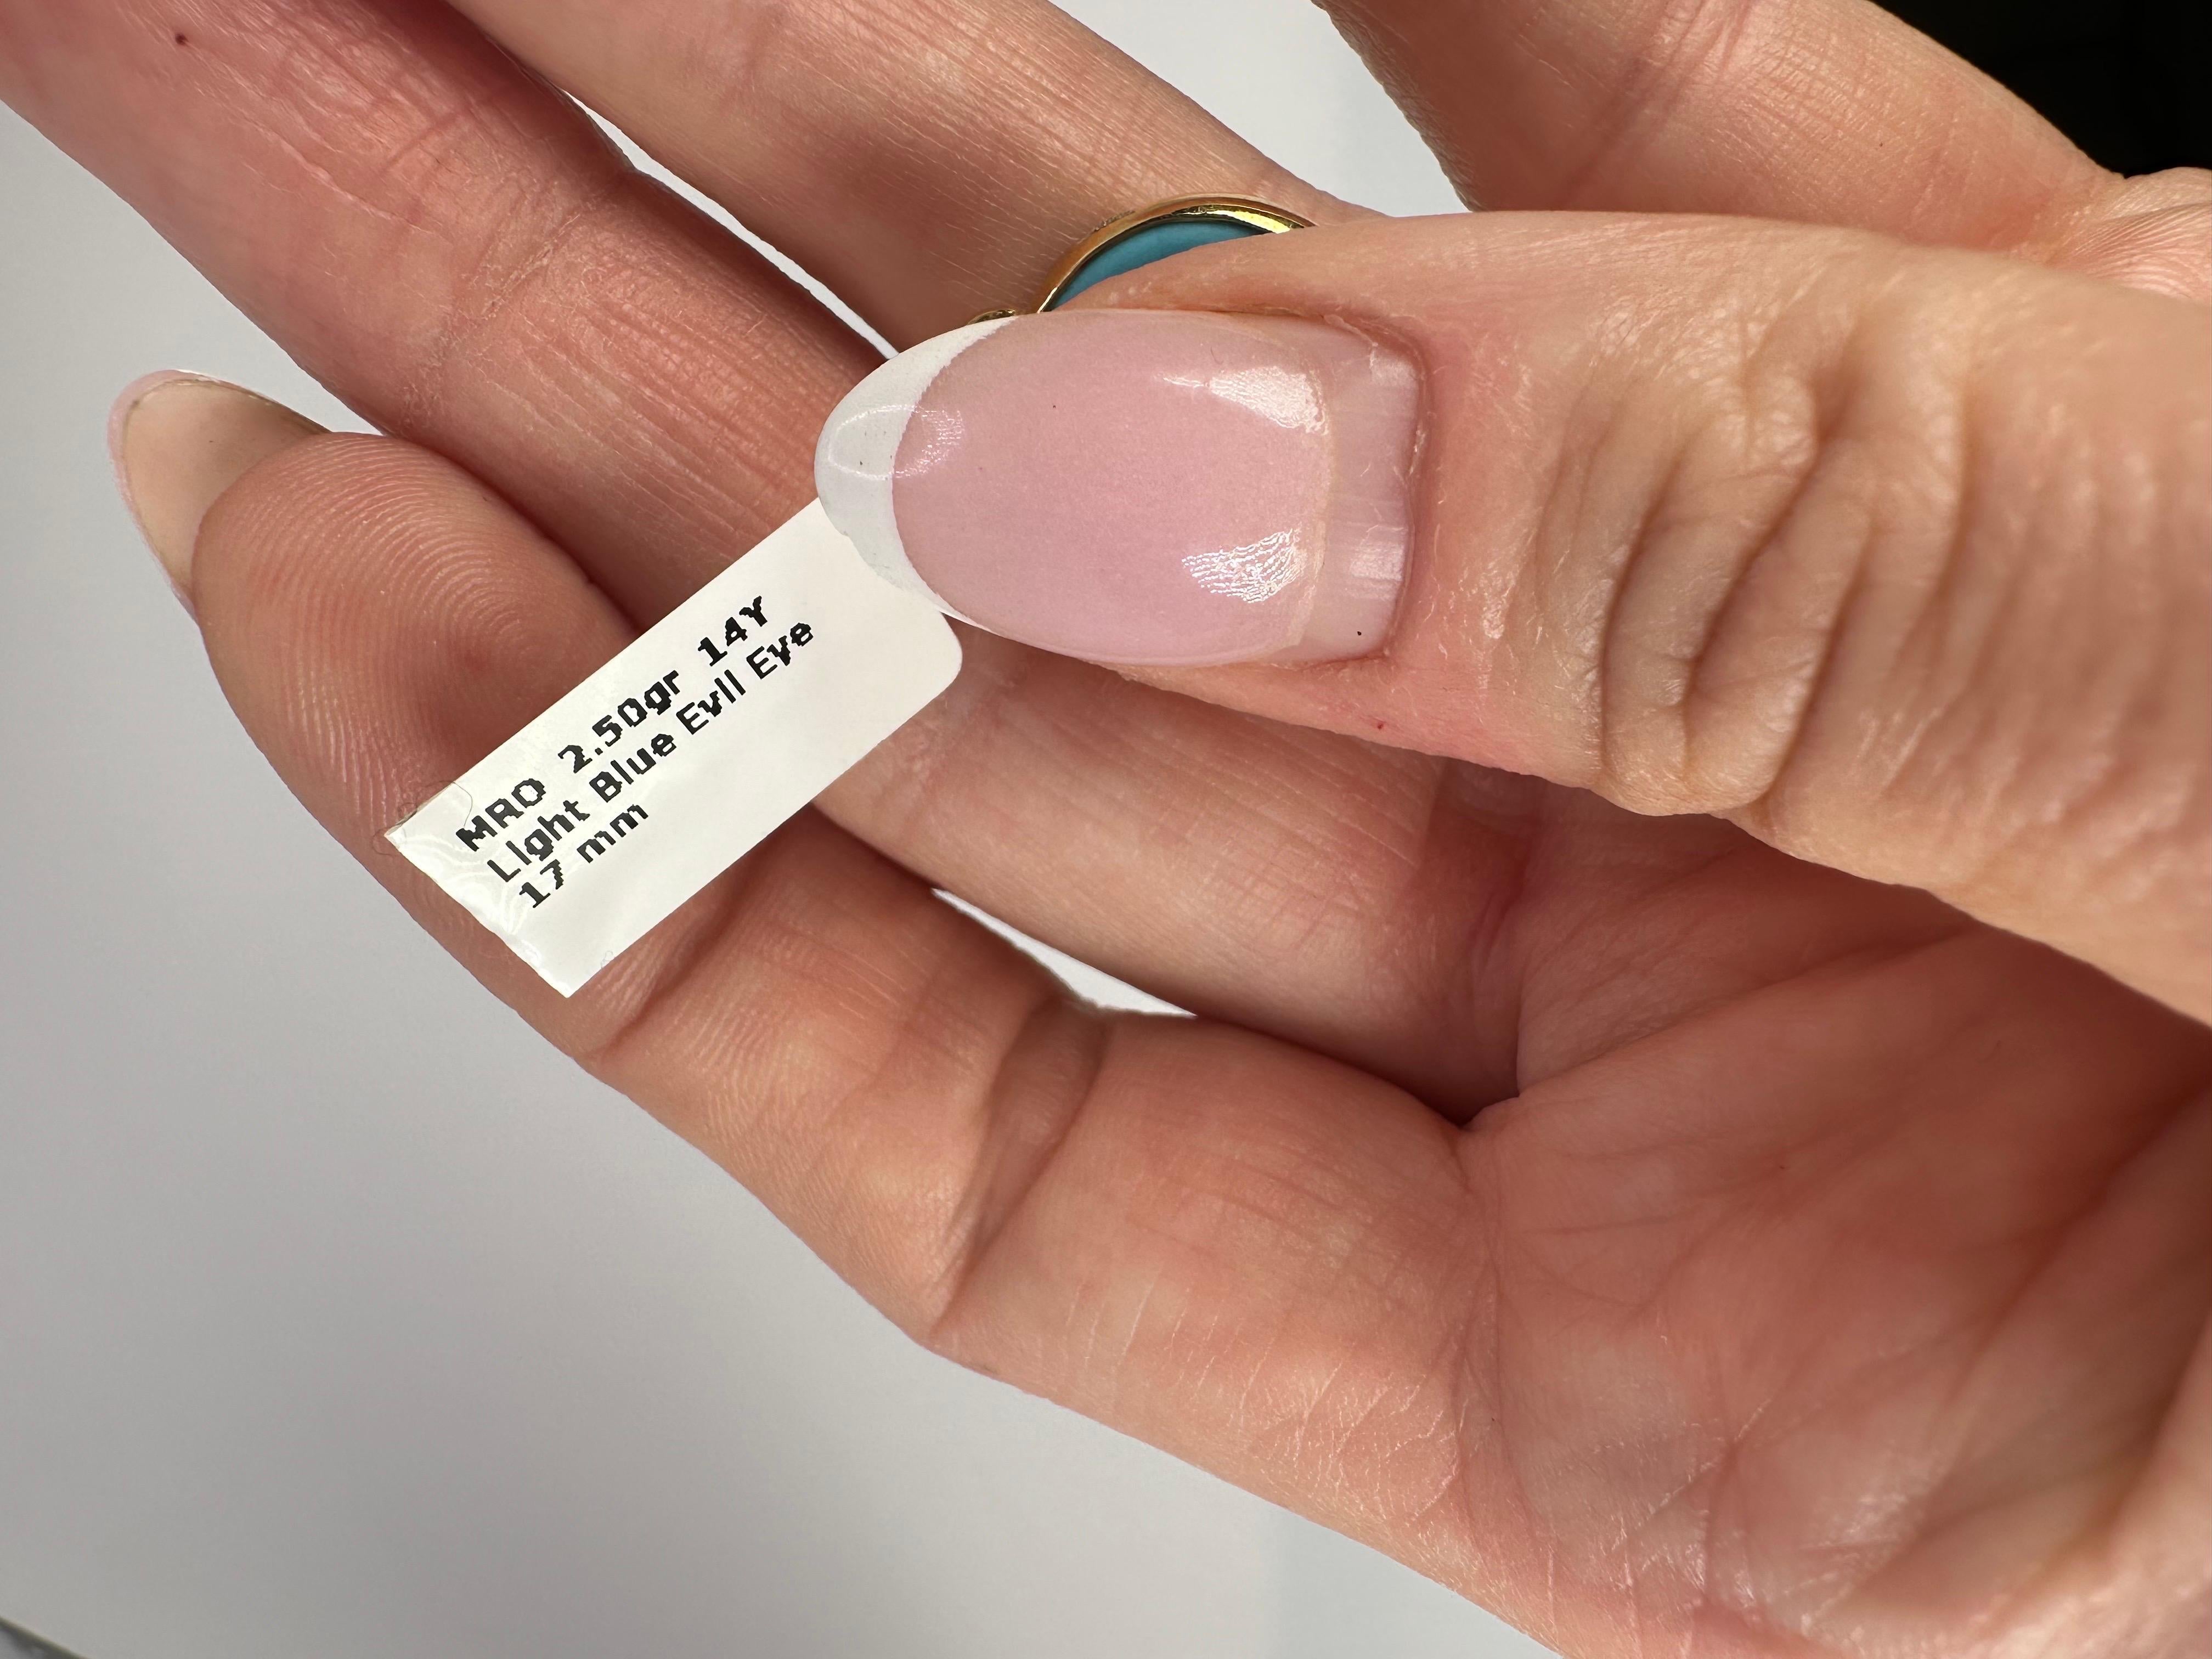 MRO 2.50gr 14Y
Light Blue Evil Eye
17 mm